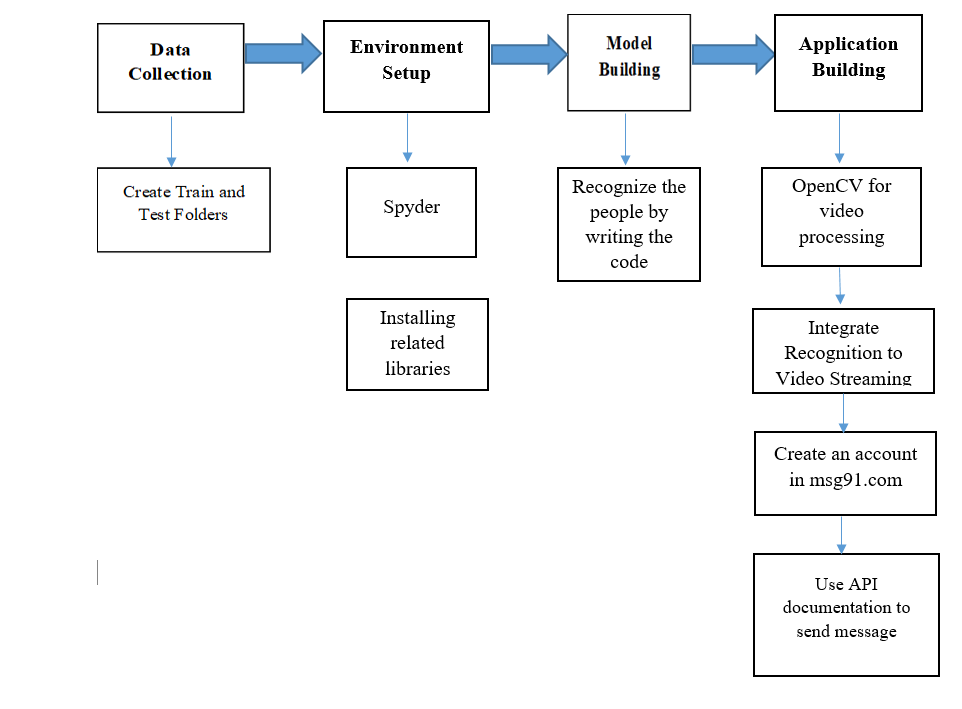 Data
Collection
Environment
Setup
Model
Building
Application
Building
Create Train and
Test Folders
Spyder
Installing
related
libraries
Recognize the
people by
writing the
code
OpenCV for
video
processing
Integrate
Recognition to
Video Streaming
Create an account
in msg91.com
Use API
documentation to
send message